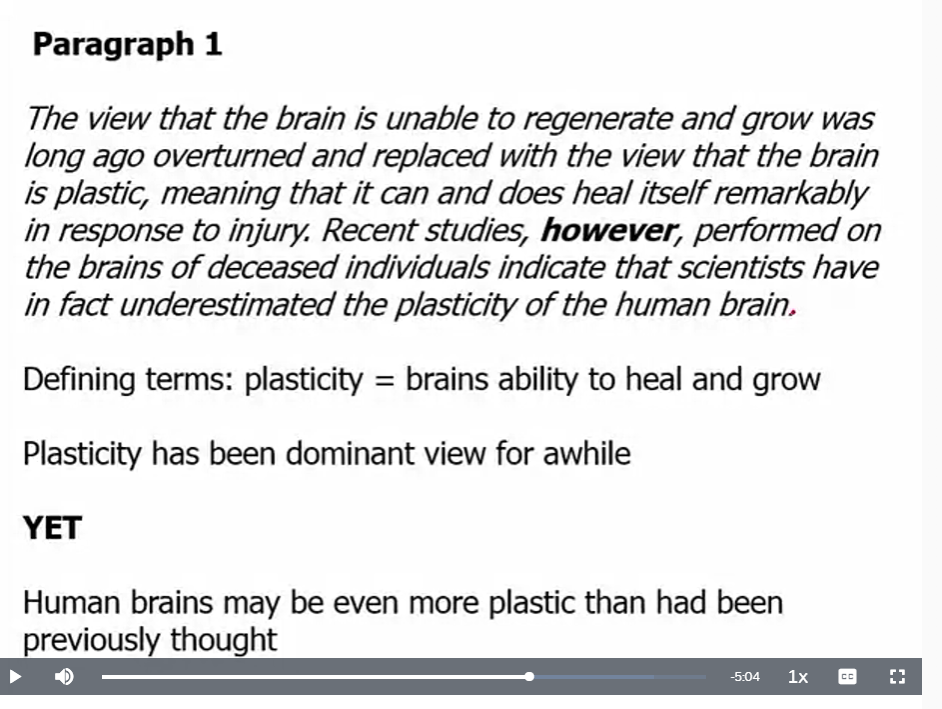 Paragraph 1
The view that the brain is unable to regenerate and grow was
long ago overturned and replaced with the view that the brain
is plastic, meaning that it can and does heal itself remarkably
in response to injury. Recent studies, however, performed on
the brains of deceased individuals indicate that scientists have
in fact underestimated the plasticity of the human brain.
Defining terms: plasticity = brains ability to heal and grow
Plasticity has been dominant view for awhile
YET
Human brains may be even more plastic than had been
previously thought
-5:04 1x CC